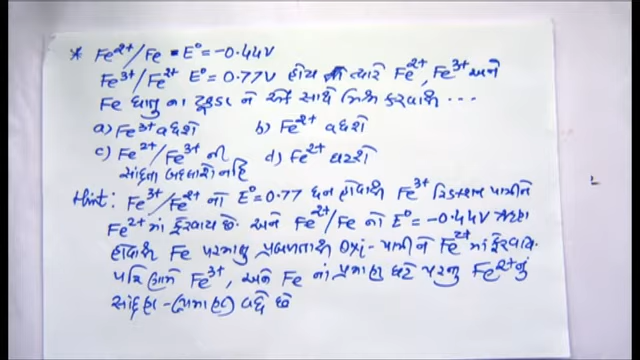 * Fe²⁺/Fe = E° = -0.44V
Fe³⁺/Fe²⁺ E° = 0.77V હોય ત્યારે Fe²⁺, Fe³⁺ અને
Fe ધાતુ ના ટૂકડા ને એક સાથે મિશ્ર કરવાથી ...
a) Fe³⁺ વધશે b) Fe²⁺ વધશે
c) Fe²⁺/Fe³⁺ ની d) Fe²⁺ ઘટશે
સાંદ્રતા બદલાશે નહિ
Hint: Fe³⁺/Fe²⁺ નો E° = 0.77 ધન હોવાથી Fe³⁺ રિડક્શન પામીને
Fe²⁺ માં ફેરવાય છે. અને Fe²⁺/Fe નો E° = -0.44V
હોવાથી Fe પરમાણુ પ્રબળતાથી Oxi- પામીને Fe²⁺ માં ફેરવાય.
પરિણામે Fe³⁺, અને Fe નાં પ્રમાણ ઘટે પરન્તુ Fe²⁺ નું
સાંદ્રતા - (પ્રમાણ) વધે છે